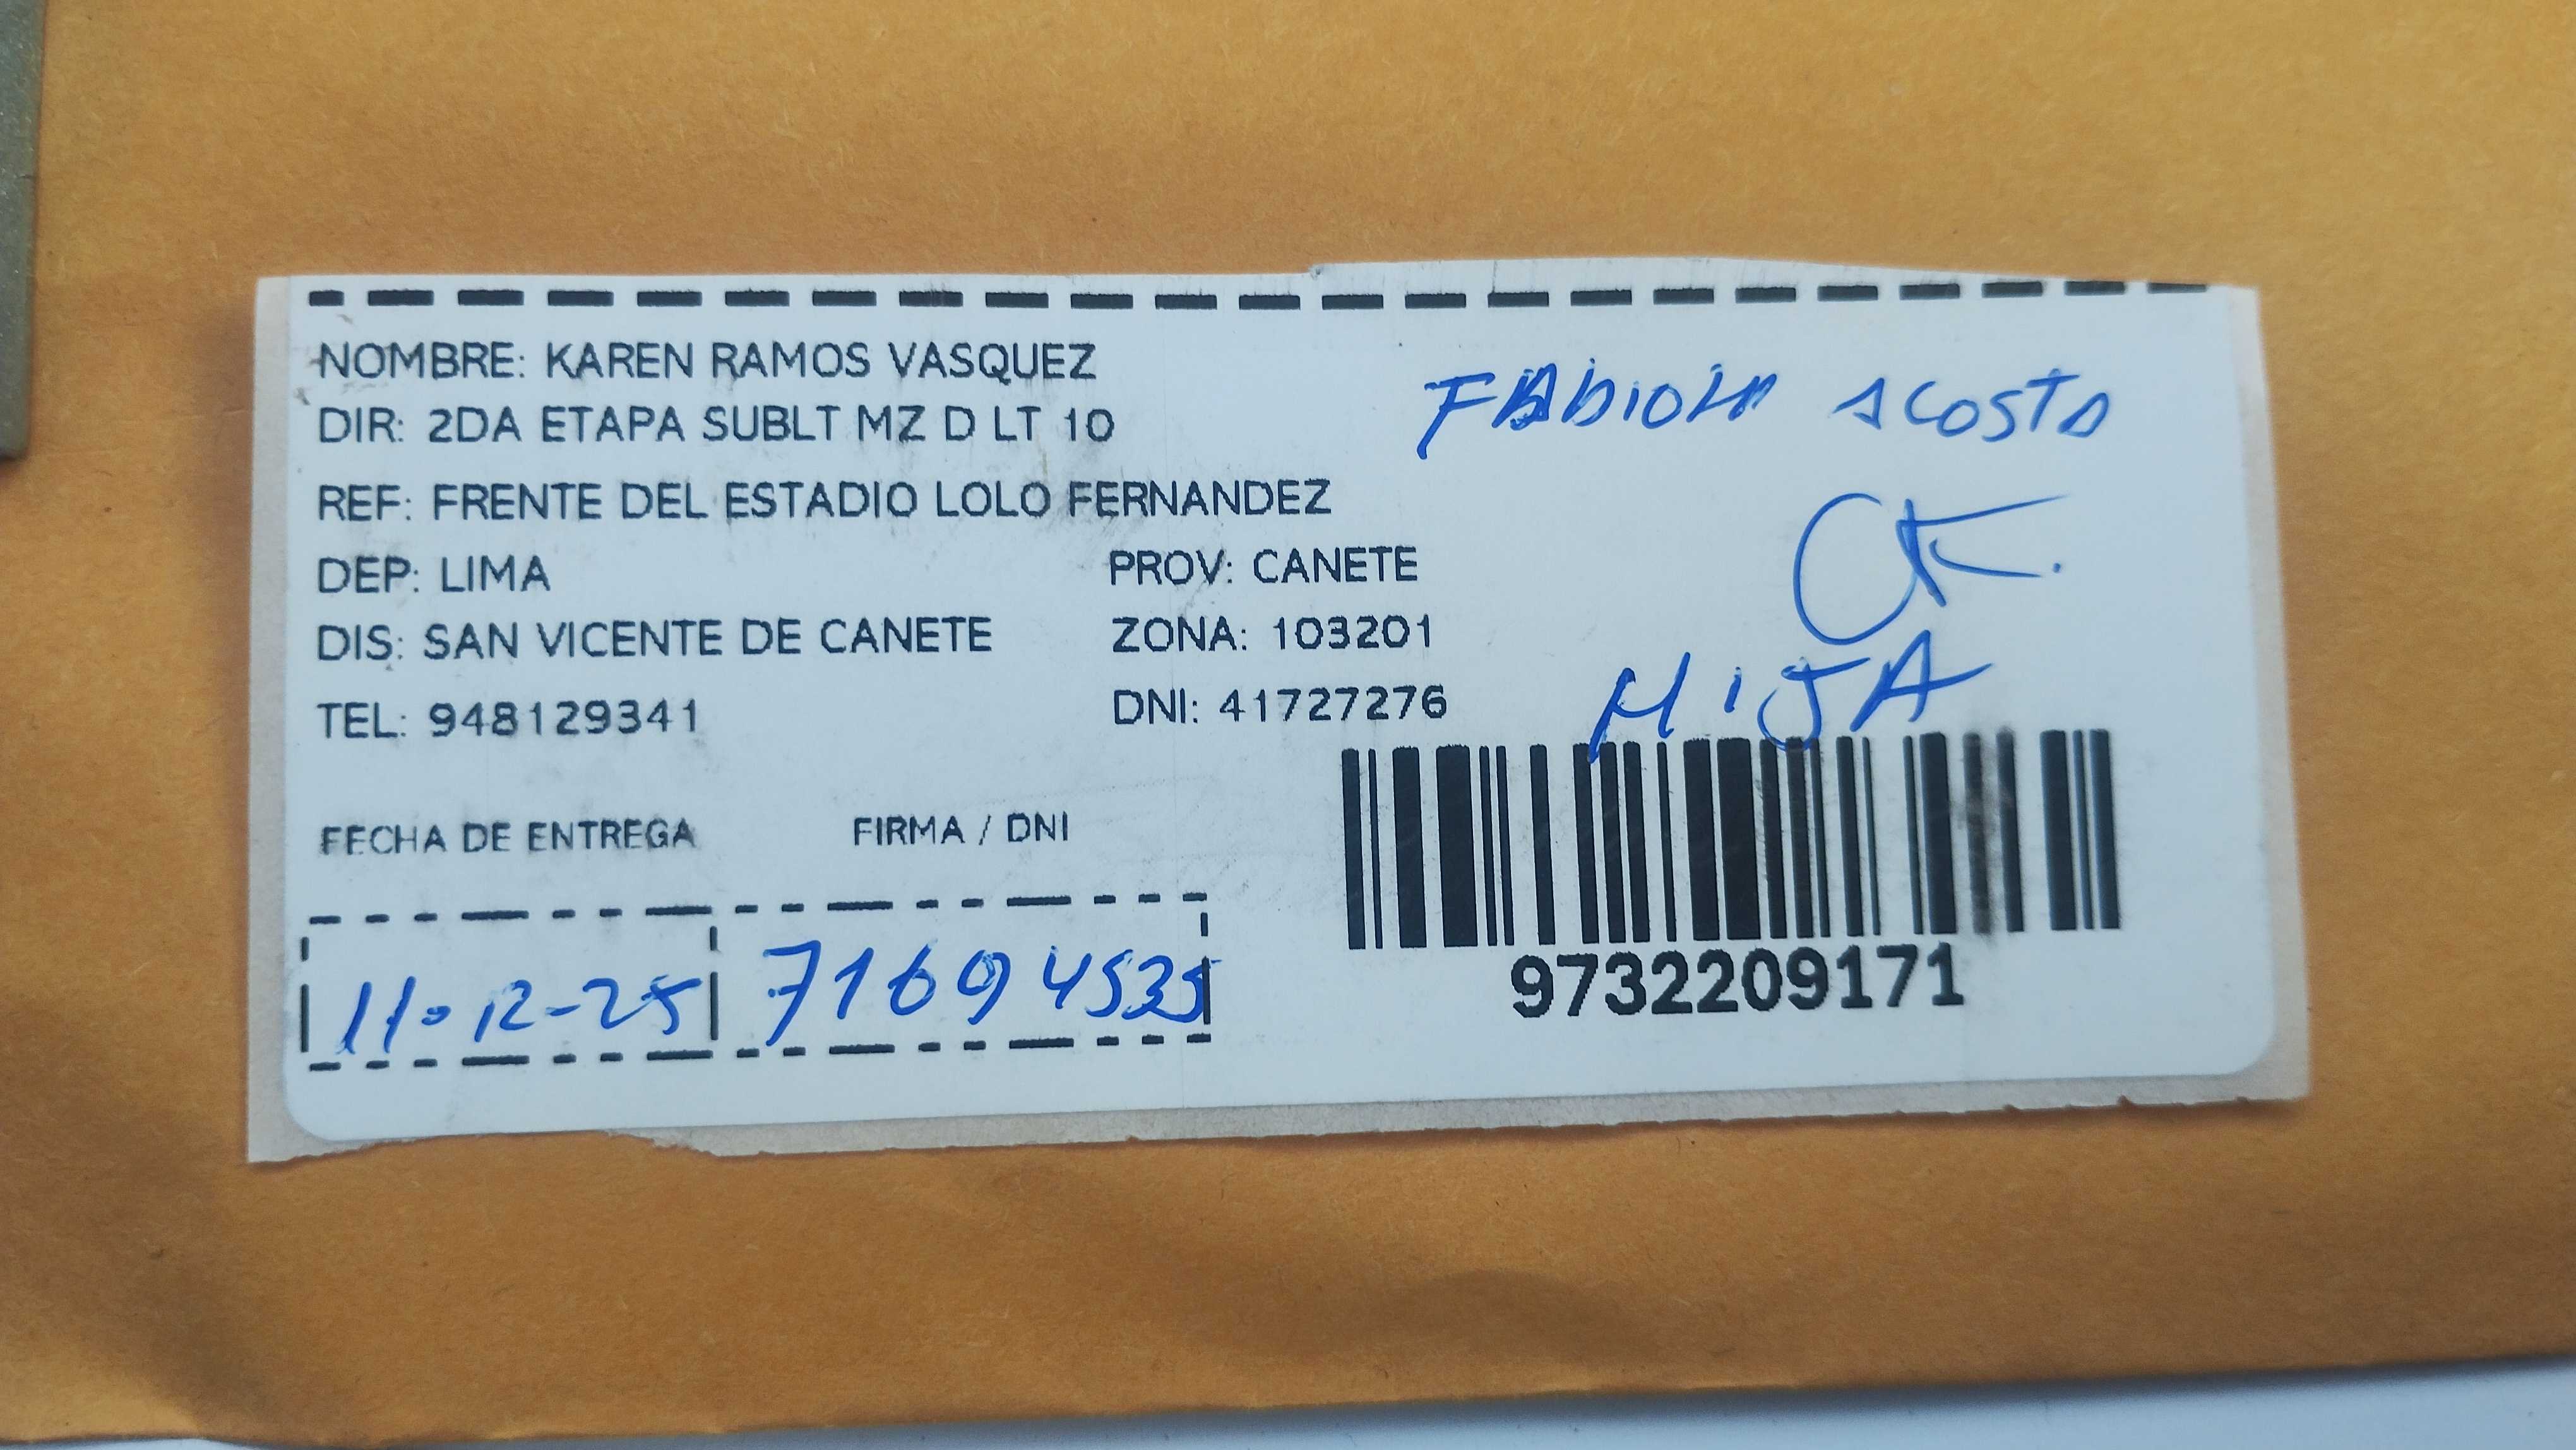 NOMBRE: KAREN RAMOS VASQUEZ
DIR: 2DA ETAPA SUBLT MZ D LT 10
REF: FRENTE DEL ESTADIO LOLO FERNANDEZ
DEP: LIMA PROV: CANETE
DIS: SAN VICENTE DE CANETE ZONA: 103201
TEL: 948129341 DNI: 41727276
FABIOLA ACOSTA
HIJA
FECHA DE ENTREGA FIRMA / DNI
11-12-25 71694535
9732209171